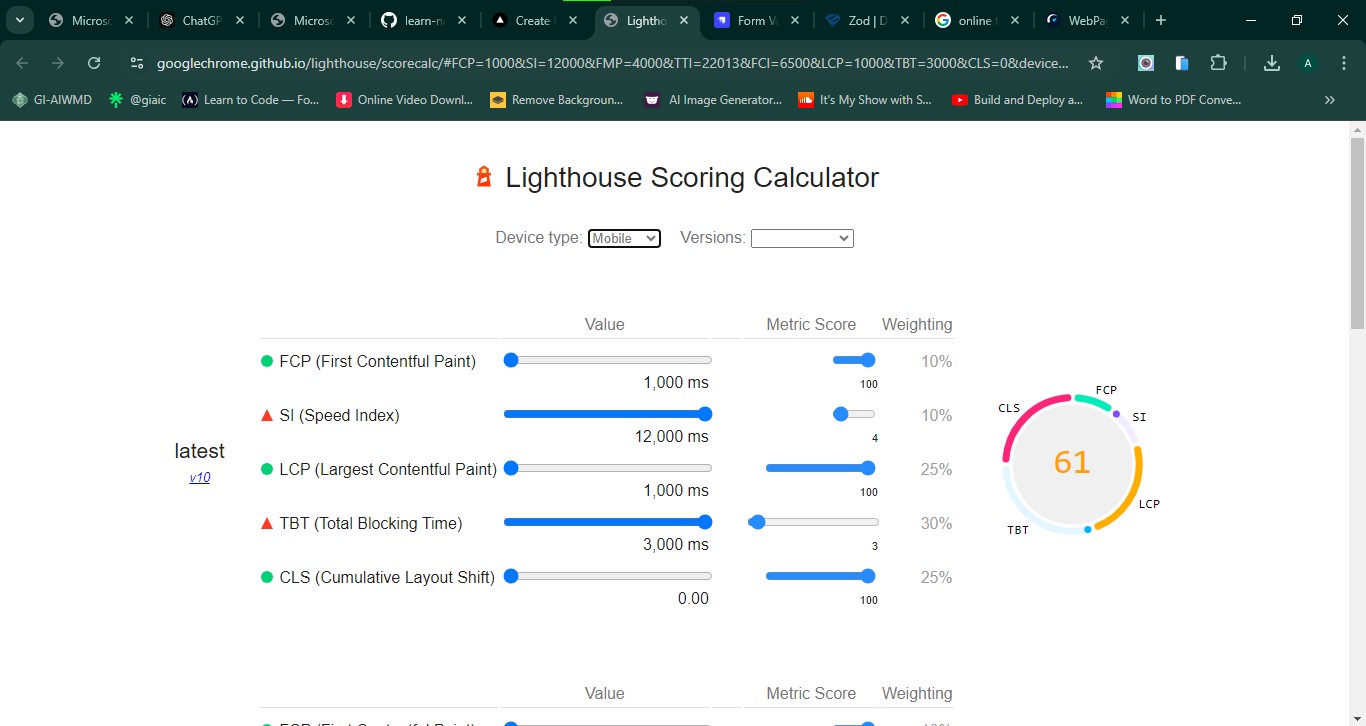 Microso
ChatGP
Microso
learn-n
Create
Lightho
Form V
Zod | D
online
WebPa
googlechrome.github.io/lighthouse/scorecalc/#FCP=1000&SI=12000&FMP=4000&TTI=22013&FCI=6500&LCP=1000&TBT=3000&CLS=0&device...
A
GI-AIWMD
@giaic
Learn to Code — Fo...
Online Video Downl...
Remove Backgroun...
AI Image Generator...
It's My Show with S...
Build and Deploy a...
Word to PDF Conve...
Lighthouse Scoring Calculator
Device type: Mobile Versions:
Value Metric Score Weighting
FCP (First Contentful Paint) 10%
1,000 ms 100
SI (Speed Index) 10%
12,000 ms 4
latest
v10
LCP (Largest Contentful Paint) 25%
1,000 ms 100
TBT (Total Blocking Time) 30%
3,000 ms 3
CLS (Cumulative Layout Shift) 25%
0.00 100
FCP
CLS
SI
61
LCP
TBT
Value Metric Score Weighting